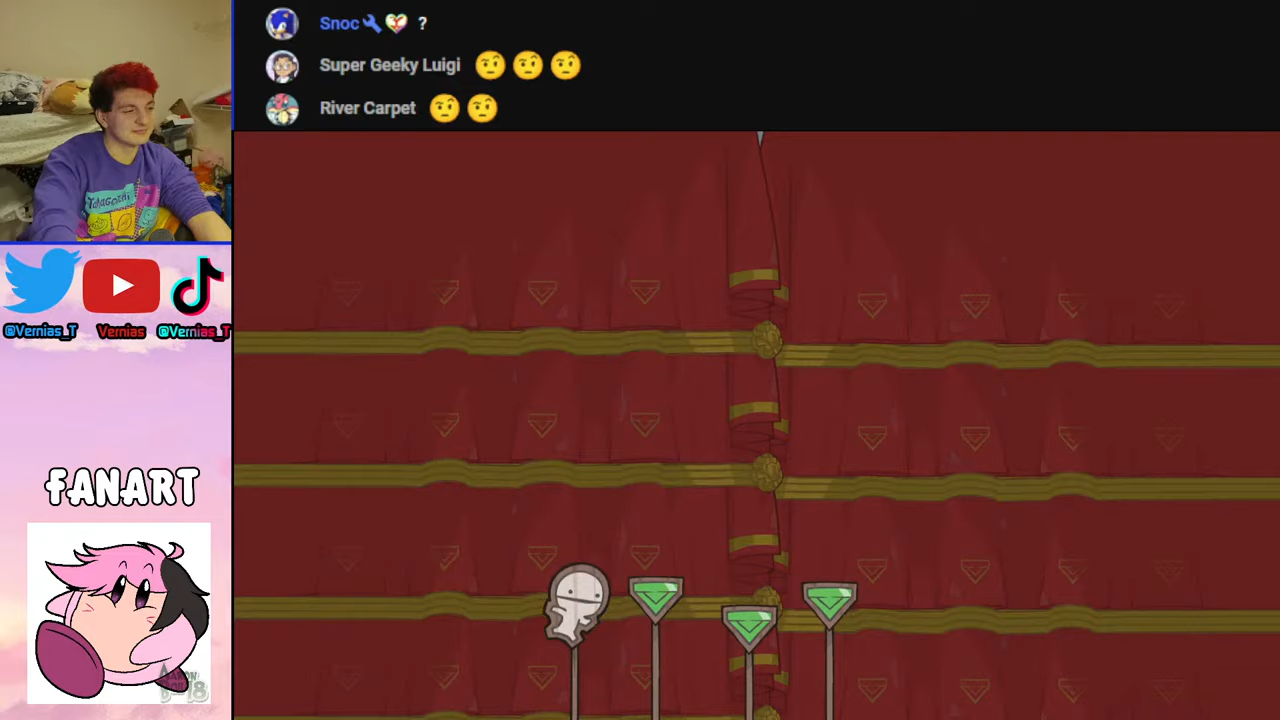 Snoc ?
Super Geeky Luigi 🤨🤨🤨
River Carpet 🤨🤨
@Vernias_T Vernias @Vernias_T
FANART